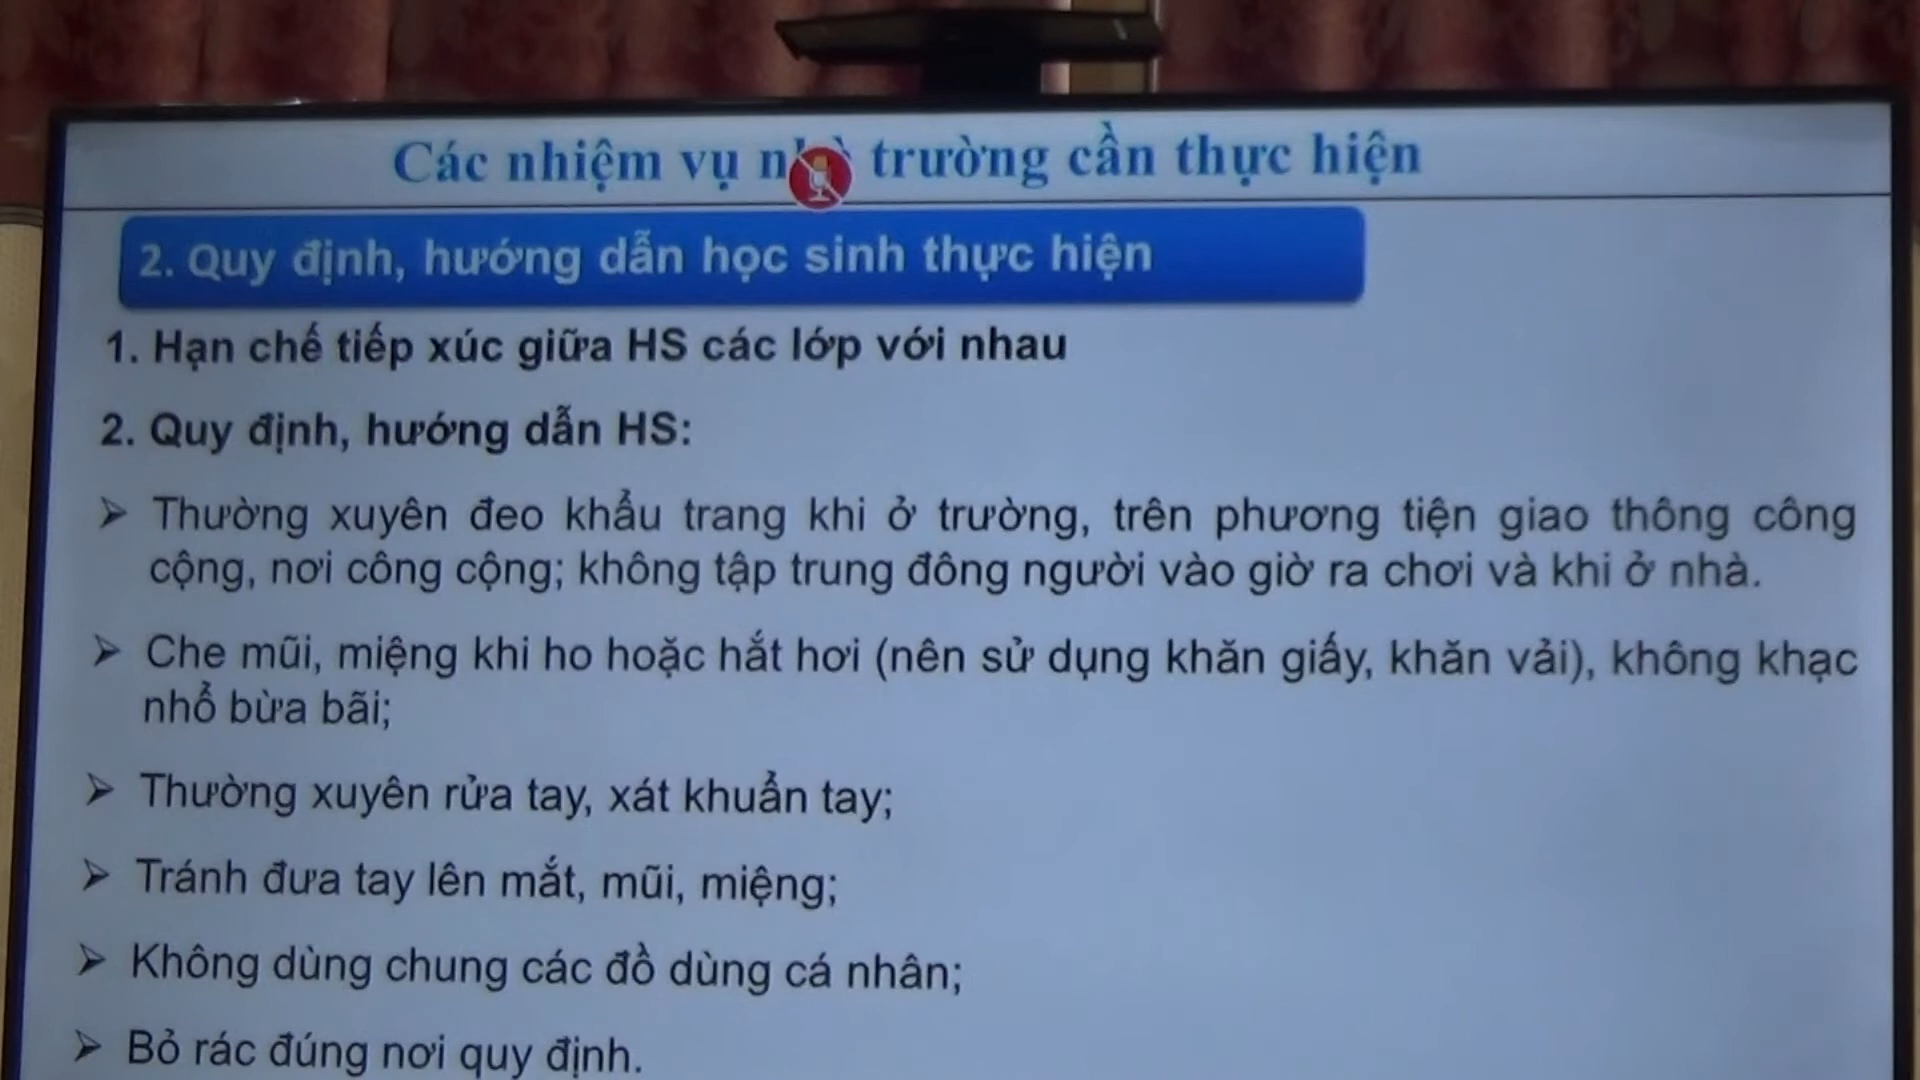 Các nhiệm vụ trường cần thực hiện
2. Quy định, hướng dẫn học sinh thực hiện
1. Hạn chế tiếp xúc giữa HS các lớp với nhau
2. Quy định, hướng dẫn HS:
➢ Thường xuyên đeo khẩu trang khi ở trường, trên phương tiện giao thông công
cộng, nơi công cộng; không tập trung đông người vào giờ ra chơi và khi ở nhà.
➢ Che mũi, miệng khi ho hoặc hắt hơi (nên sử dụng khăn giấy, khăn vải), không khạc
nhổ bừa bãi;
➢ Thường xuyên rửa tay, xát khuẩn tay;
➢ Tránh đưa tay lên mắt, mũi, miệng;
➢ Không dùng chung các đồ dùng cá nhân;
➢ Bỏ rác đúng nơi quy định.